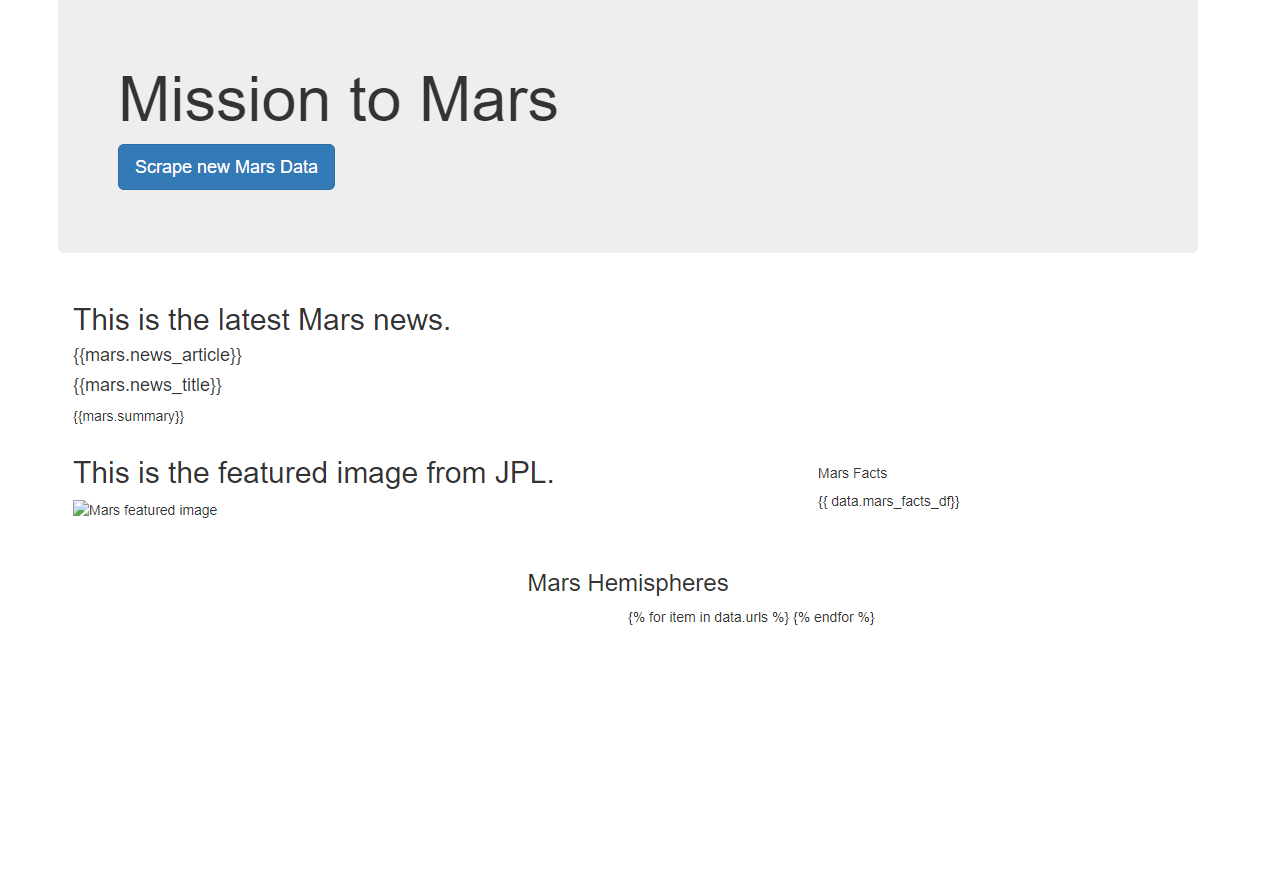 Mission to Mars
Scrape new Mars Data
This is the latest Mars news.
{{mars.news_article}}
{{mars.news_title}}
{{mars.summary}}
This is the featured image from JPL.
Mars featured image
Mars Facts
{{ data.mars_facts_df}}
Mars Hemispheres
{% for item in data.urls %} {% endfor %}